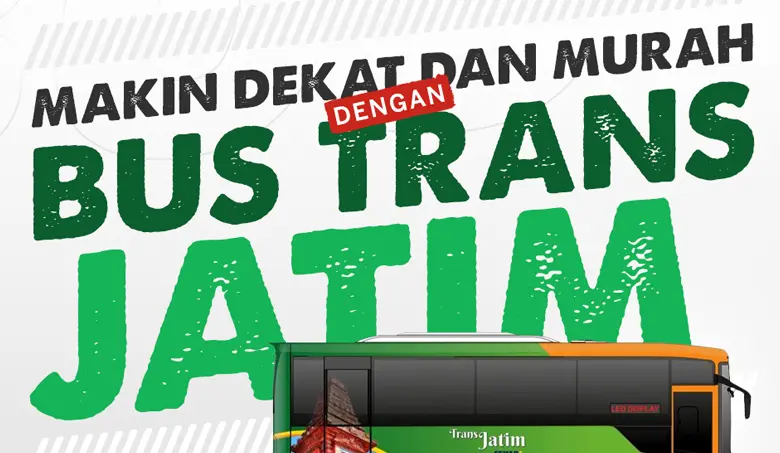 MAKIN DEKAT DAN MURAH
DENGAN
BUS TRANS
JATIM
LED DISPLAY
Trans Jatim